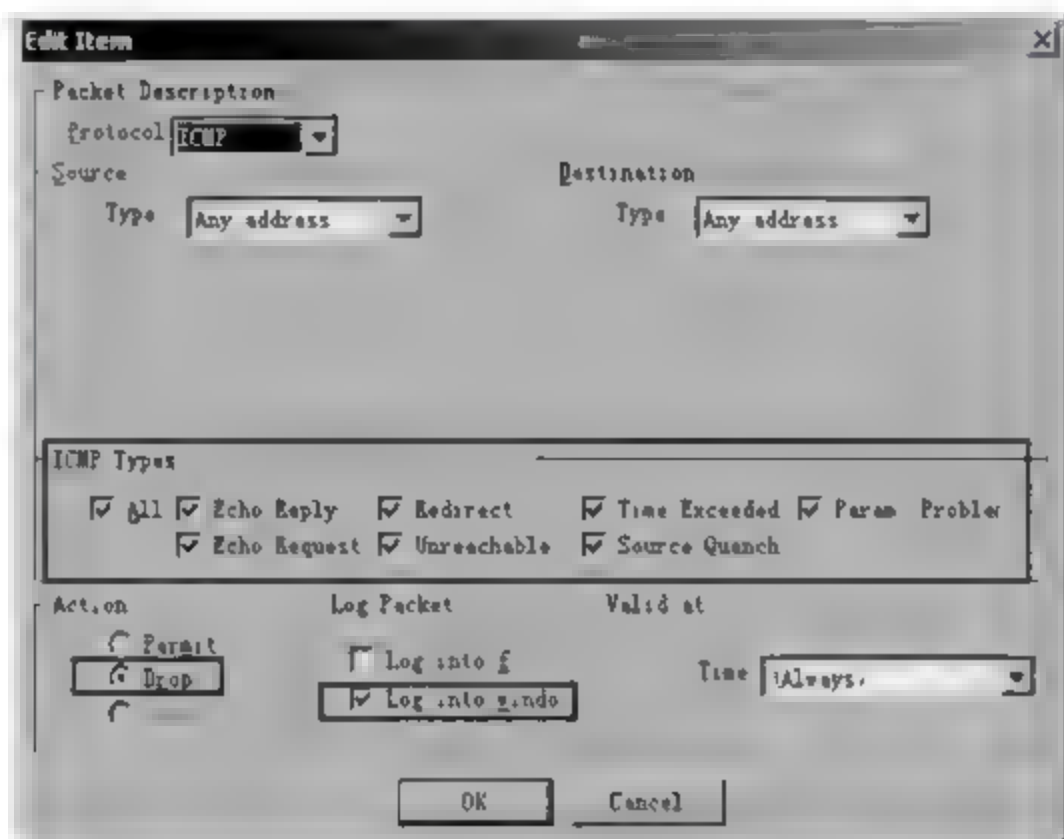 Edit Item
Packet Description
Protocol ICMP
Source
Destination
Type Any address
Type Any address
ICMP Types
All Echo Reply Redirect Time Exceeded Param Problem
Echo Request Unreachable Source Quench
Action
Log Packet
Valid at
Permit
Log into f
Drop
Time (Always)
Log into windo
OK
Cancel